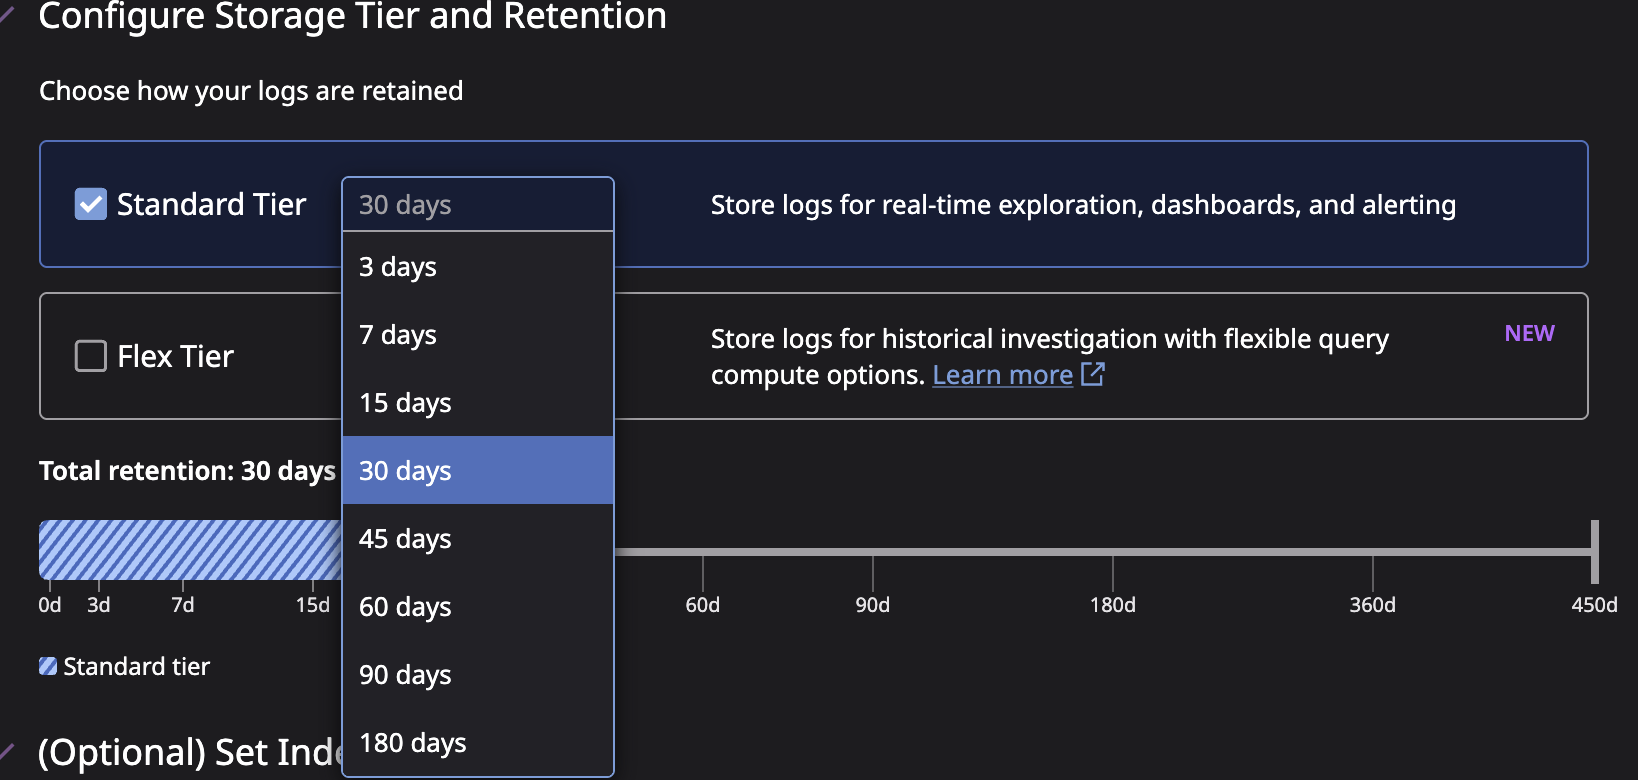 Configure Storage Tier and Retention
Choose how your logs are retained
Standard Tier
30 days
Store logs for real-time exploration, dashboards, and alerting
3 days
7 days
15 days
30 days
45 days
60 days
90 days
180 days
Flex Tier
Store logs for historical investigation with flexible query
compute options. Learn more
NEW
Total retention: 30 days
0d 3d 7d 15d 60d 90d 180d 360d 450d
Standard tier
(Optional) Set